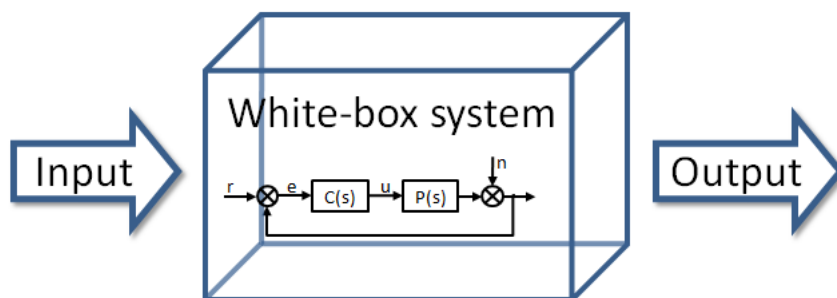 White-box system
Input
Output
n
r
e
C(s)
u
P(s)